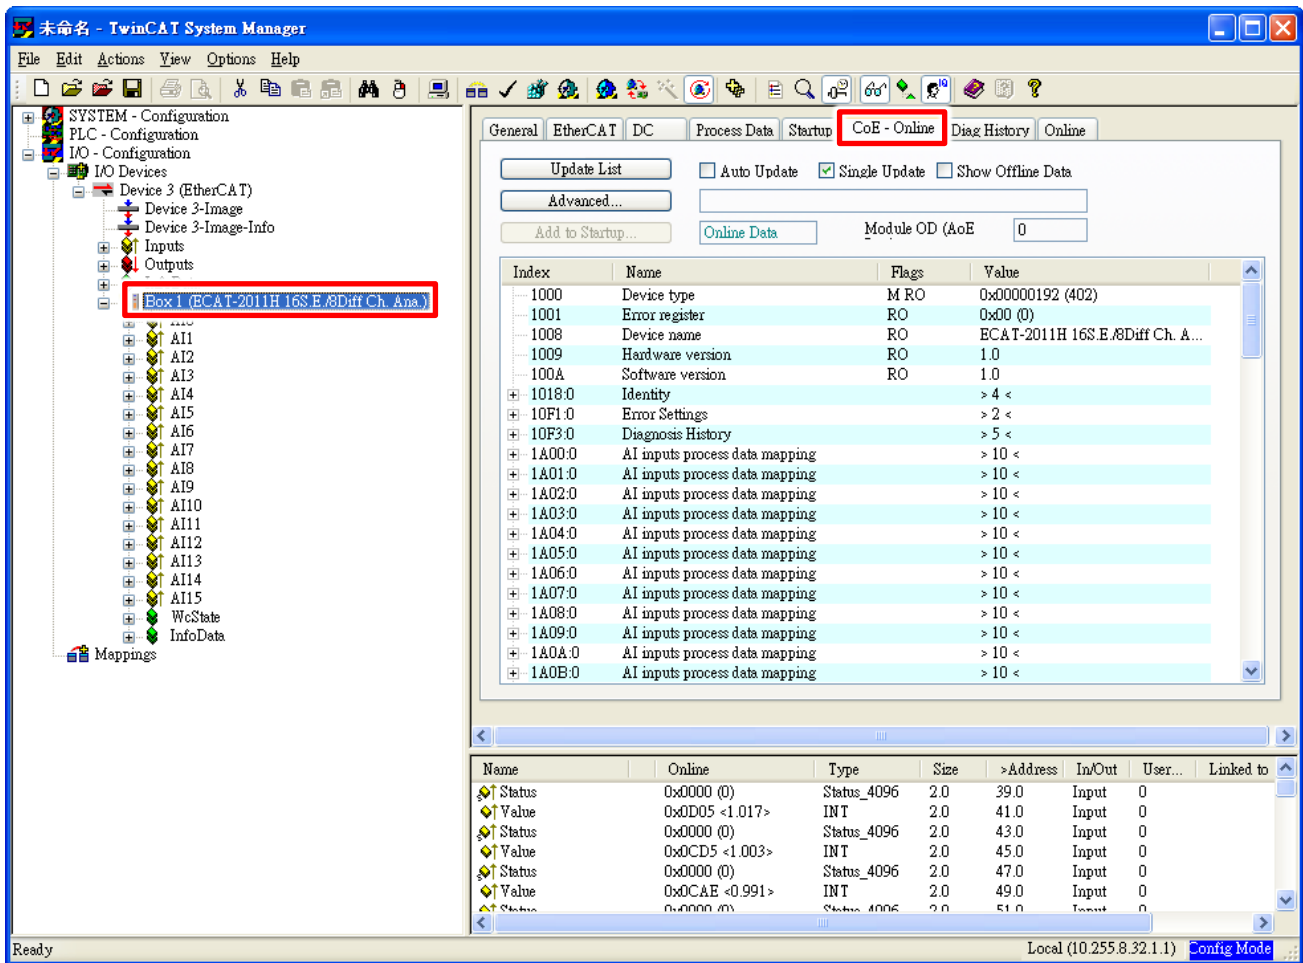 未命名 - TwinCAT System Manager
File Edit Actions View Options Help
SYSTEM - Configuration
PLC - Configuration
I/O - Configuration
I/O Devices
Device 3 (EtherCAT)
Device 3-Image
Device 3-Image-Info
Inputs
Outputs
Box 1 (ECAT-2011H 16S.E./8Diff Ch. Ana.)
AI1
AI2
AI3
AI4
AI5
AI6
AI7
AI8
AI9
AI10
AI11
AI12
AI13
AI14
AI15
WcState
InfoData
Mappings
General EtherCAT DC Process Data Startup CoE - Online Diag History Online
Update List Auto Update Single Update Show Offline Data
Advanced...
Add to Startup... Online Data Module OD (AoE 0
Index Name Flags Value
1000 Device type M RO 0x00000192 (402)
1001 Error register RO 0x00 (0)
1008 Device name RO ECAT-2011H 16S.E./8Diff Ch. A...
1009 Hardware version RO 1.0
100A Software version RO 1.0
1018:0 Identity > 4 <
10F1:0 Error Settings > 2 <
10F3:0 Diagnosis History > 5 <
1A00:0 AI inputs process data mapping > 10 <
1A01:0 AI inputs process data mapping > 10 <
1A02:0 AI inputs process data mapping > 10 <
1A03:0 AI inputs process data mapping > 10 <
1A04:0 AI inputs process data mapping > 10 <
1A05:0 AI inputs process data mapping > 10 <
1A06:0 AI inputs process data mapping > 10 <
1A07:0 AI inputs process data mapping > 10 <
1A08:0 AI inputs process data mapping > 10 <
1A09:0 AI inputs process data mapping > 10 <
1A0A:0 AI inputs process data mapping > 10 <
1A0B:0 AI inputs process data mapping > 10 <
Name Online Type Size >Address In/Out User... Linked to
Status 0x0000 (0) Status_4096 2.0 39.0 Input 0
Value 0x0D05 <1.017> INT 2.0 41.0 Input 0
Status 0x0000 (0) Status_4096 2.0 43.0 Input 0
Value 0x0CD5 <1.003> INT 2.0 45.0 Input 0
Status 0x0000 (0) Status_4096 2.0 47.0 Input 0
Value 0x0CAE <0.991> INT 2.0 49.0 Input 0
Status 0x0000 (0) Status_4096 2.0 51.0 Input 0
Ready Local (10.255.8.32.1.1) Config Mode